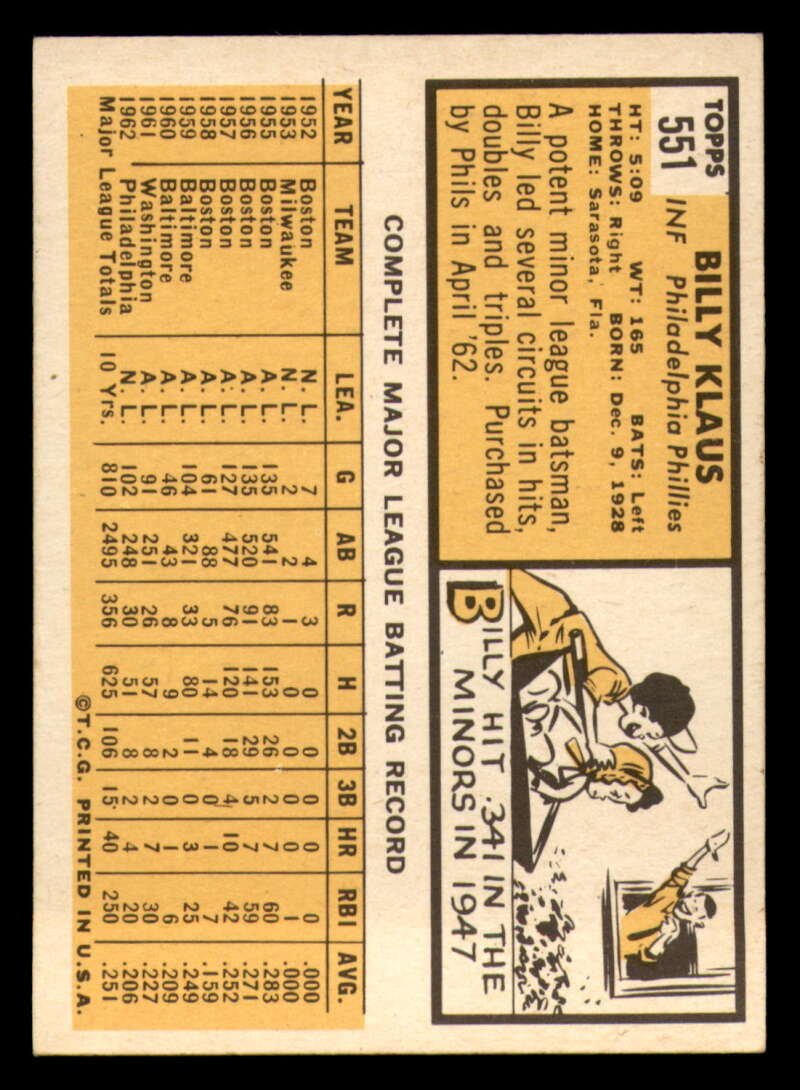 TOPPS
551
BILLY KLAUS
INF Philadelphia Phillies
HT: 5:09 WT: 165 BATS: Left
THROWS: Right BORN: Dec. 9, 1928
HOME: Sarasota, Fla.
A potent minor league batsman,
Billy led several circuits in hits,
doubles and triples. Purchased
by Phils in April '62.
BILLY HIT .341 IN THE
MINORS IN 1947
COMPLETE MAJOR LEAGUE BATTING RECORD
YEAR TEAM LEA. G AB R H 2B 3B HR RBI AVG.
1952 Boston N. L. 7 4 3 0 0 0 0 0 .000
1953 Milwaukee N. L. 2 2 1 0 0 0 0 1 .000
1955 Boston A. L. 135 541 83 153 26 2 7 60 .283
1956 Boston A. L. 135 520 91 141 29 5 7 59 .271
1957 Boston A. L. 127 477 76 120 18 4 10 42 .252
1958 Boston A. L. 61 88 5 14 4 0 1 7 .159
1959 Baltimore A. L. 104 321 33 80 11 0 3 25 .249
1960 Baltimore A. L. 46 43 8 9 2 0 1 6 .209
1961 Washington A. L. 91 251 26 57 8 2 7 30 .227
1962 Philadelphia N. L. 102 248 30 51 8 2 4 20 .206
Major League Totals 10 Yrs. 810 2495 356 625 106 15 40 250 .251
©T.C.G. PRINTED IN U.S.A.